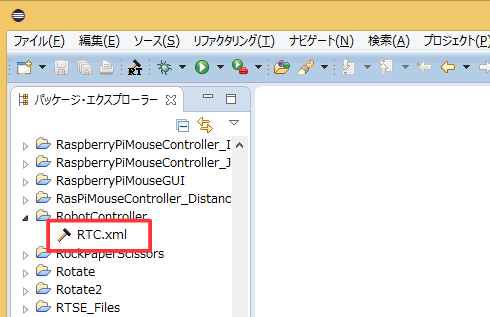 ファイル(F) 編集(E) ソース(S) リファクタリング(T) ナビゲート(N) 検索(A) プロジェクト(P)
RT
パッケージ・エクスプローラー
RaspberryPiMouseController_I
RaspberryPiMouseController_J
RaspberryPiMouseGUI
RasPiMouseController_Distanc
RobotController
RTC.xml
RockPaperScissors
Rotate
Rotate2
RTSE_Files